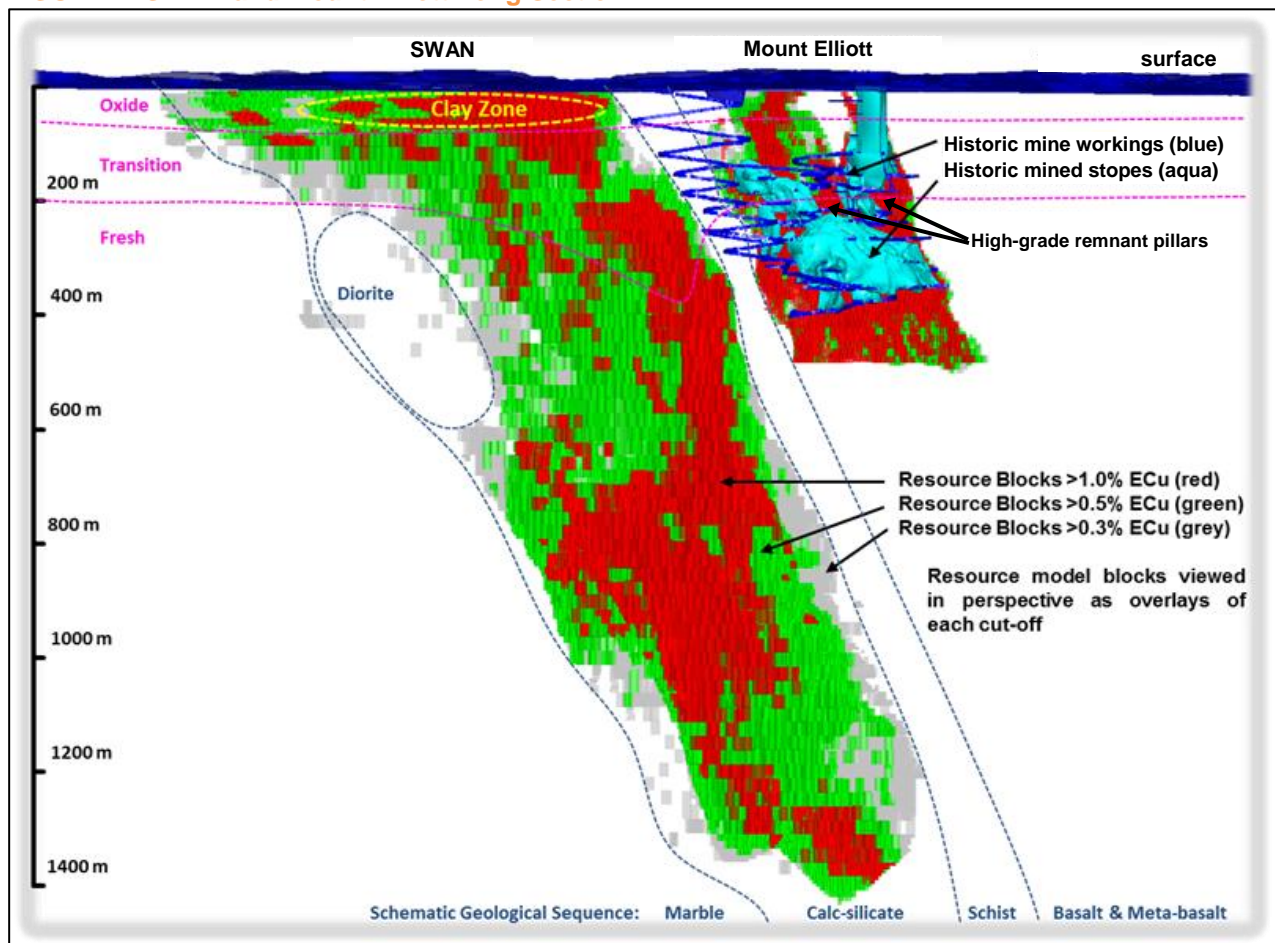 SWAN
Mount Elliott
surface
Oxide
Clay Zone
Historic mine workings (blue)
Transition
Historic mined stopes (aqua)
200 m
Fresh
High-grade remnant pillars
Diorite
400 m
600 m
Resource Blocks >1.0% ECu (red)
Resource Blocks >0.5% ECu (green)
800 m
Resource Blocks >0.3% ECu (grey)
Resource model blocks viewed
in perspective as overlays of
each cut-off
1000 m
1200 m
1400 m
Schematic Geological Sequence: Marble Calc-silicate Schist Basalt & Meta-basalt